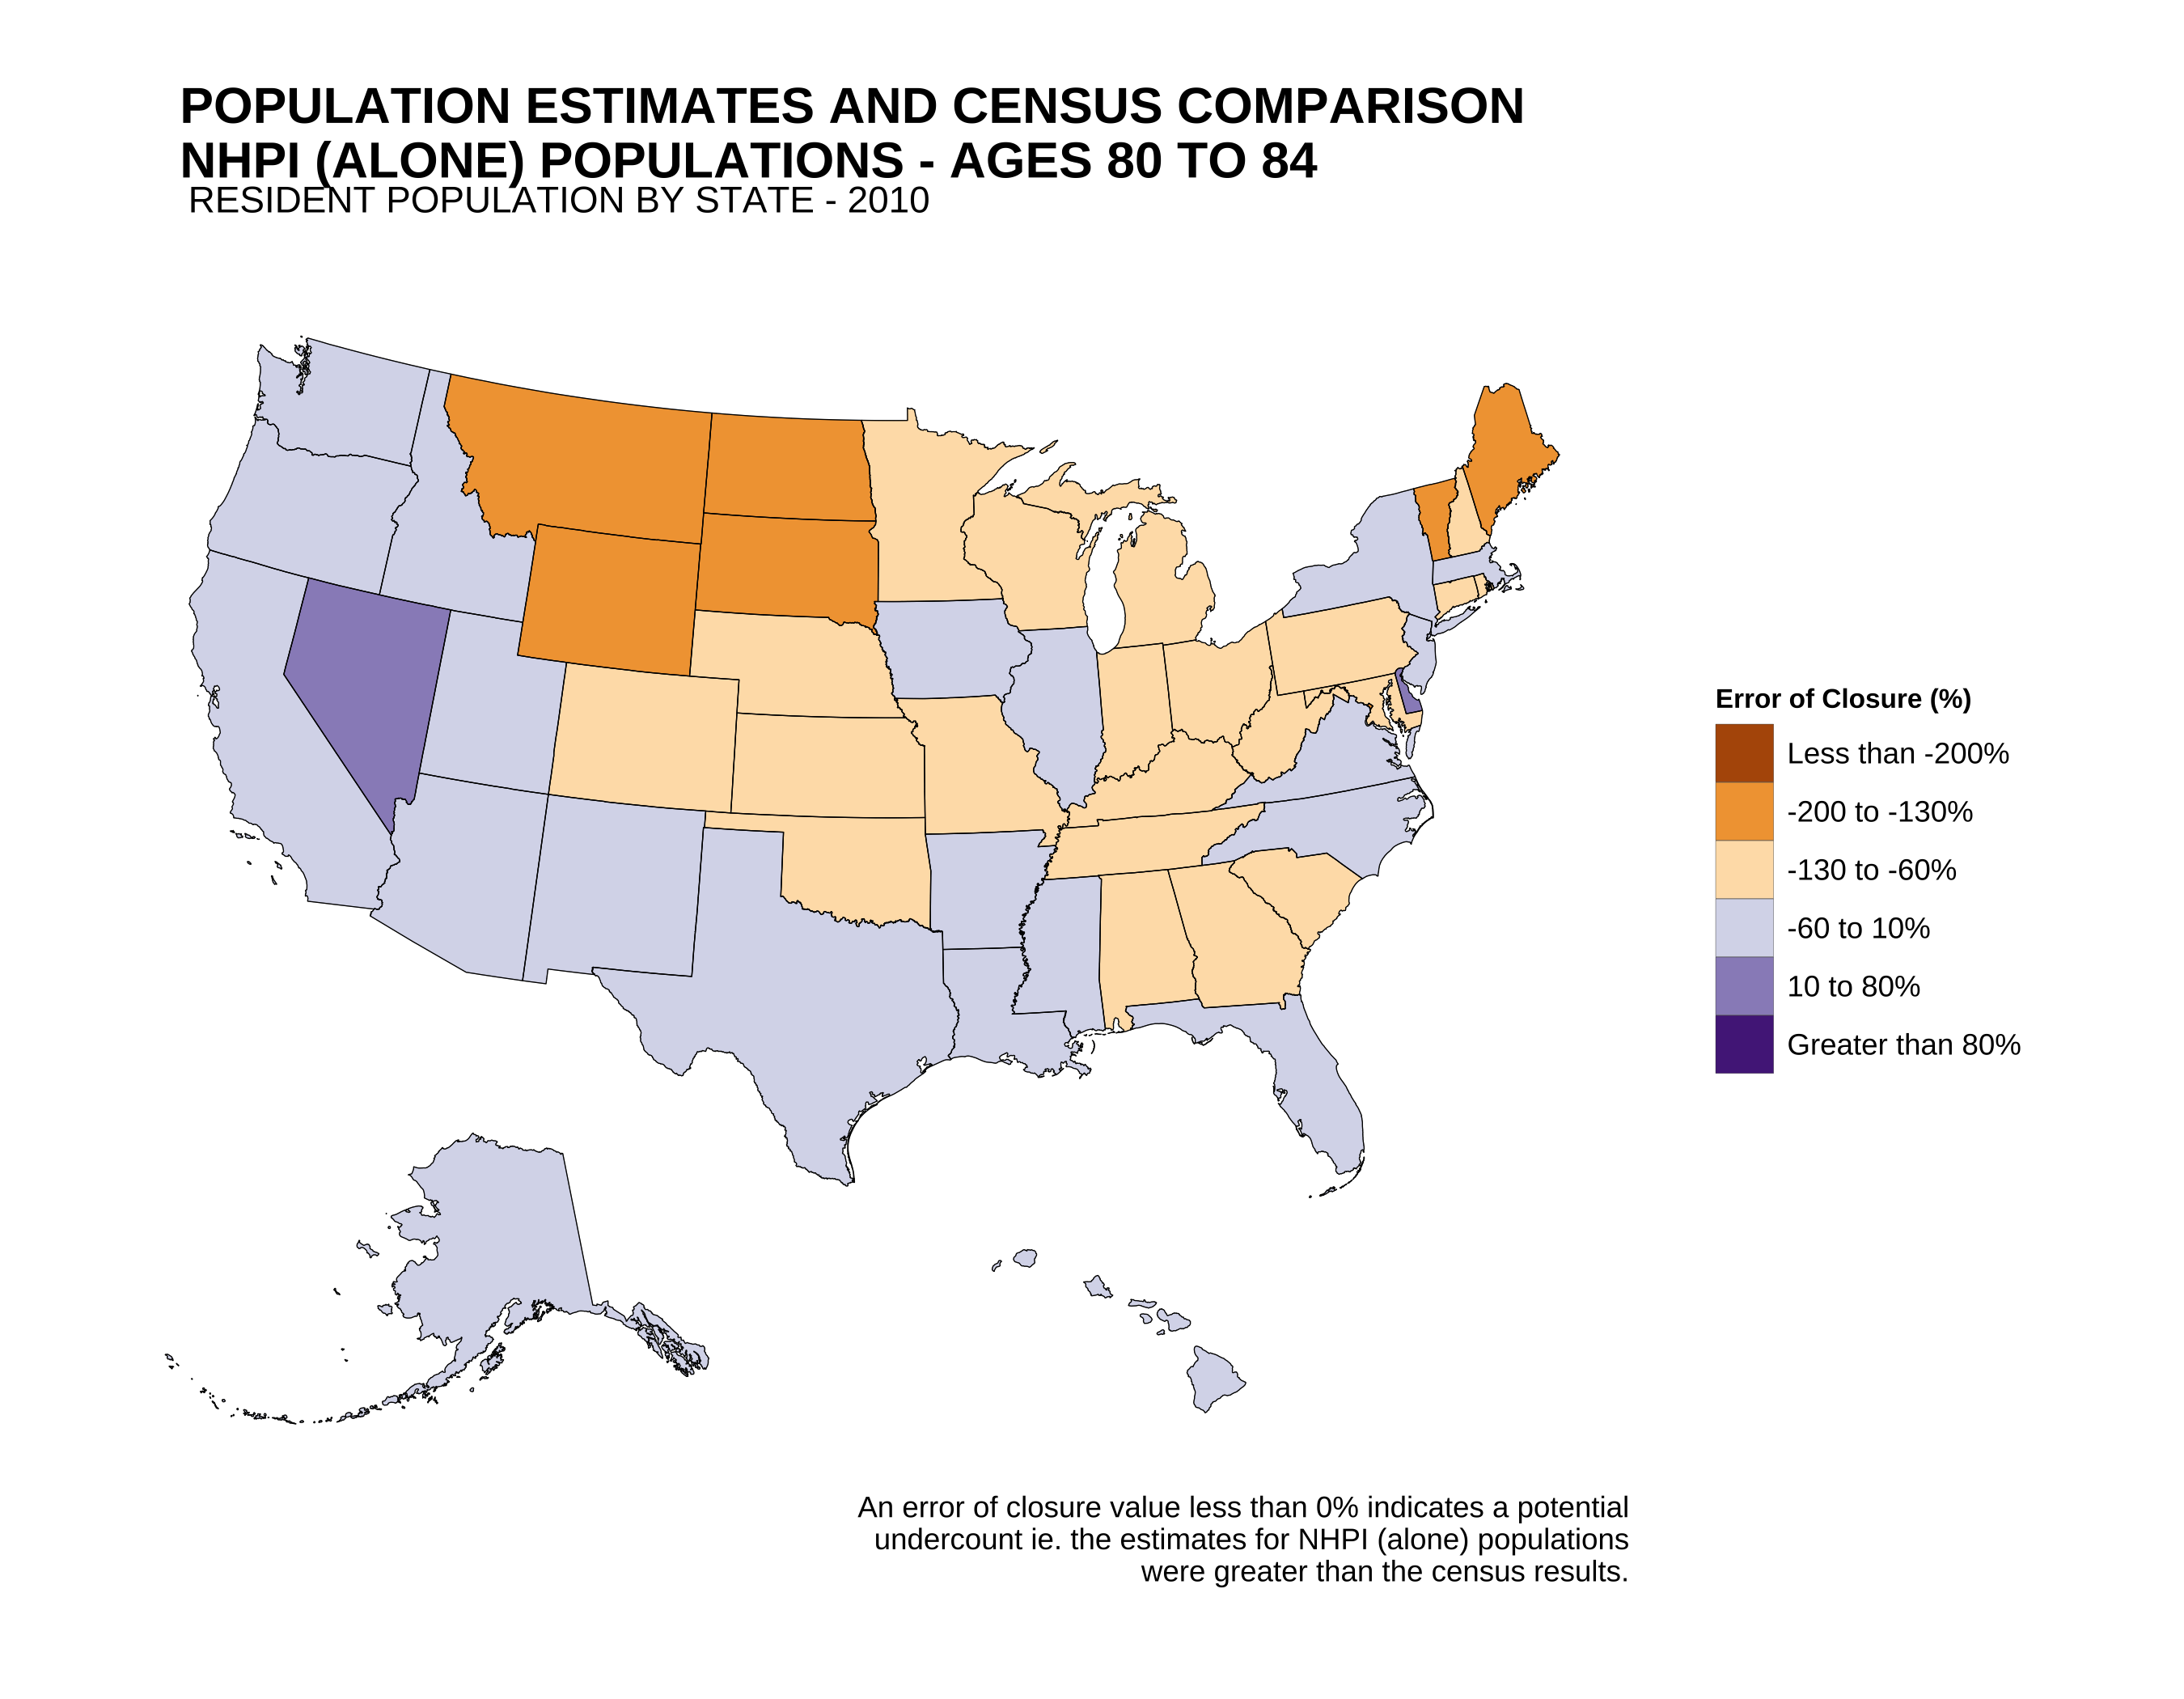 POPULATION ESTIMATES AND CENSUS COMPARISON
NHPI (ALONE) POPULATIONS - AGES 80 TO 84
RESIDENT POPULATION BY STATE - 2010
Error of Closure (%)
Less than -200%
-200 to -130%
-130 to -60%
-60 to 10%
10 to 80%
Greater than 80%
An error of closure value less than 0% indicates a potential
undercount ie. the estimates for NHPI (alone) populations
were greater than the census results.